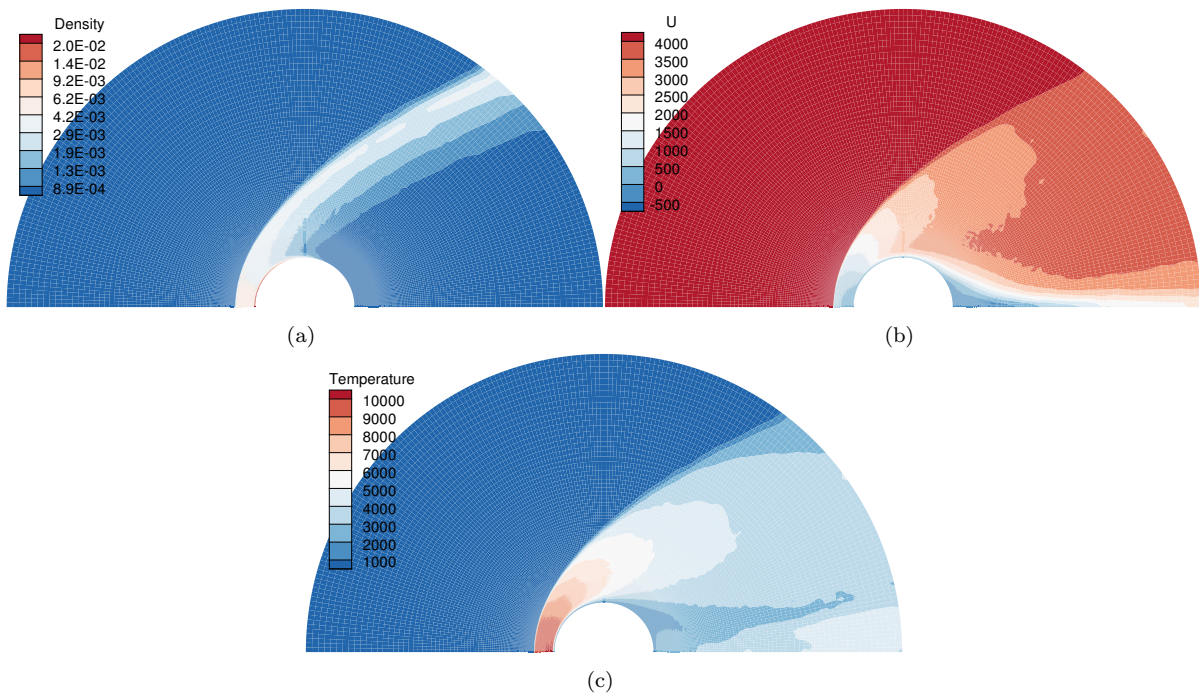 Density
2.0E-02
1.4E-02
9.2E-03
6.2E-03
4.2E-03
2.9E-03
1.9E-03
1.3E-03
8.9E-04
(a)
U
4000
3500
3000
2500
2000
1500
1000
500
0
-500
(b)
Temperature
10000
9000
8000
7000
6000
5000
4000
3000
2000
1000
(c)